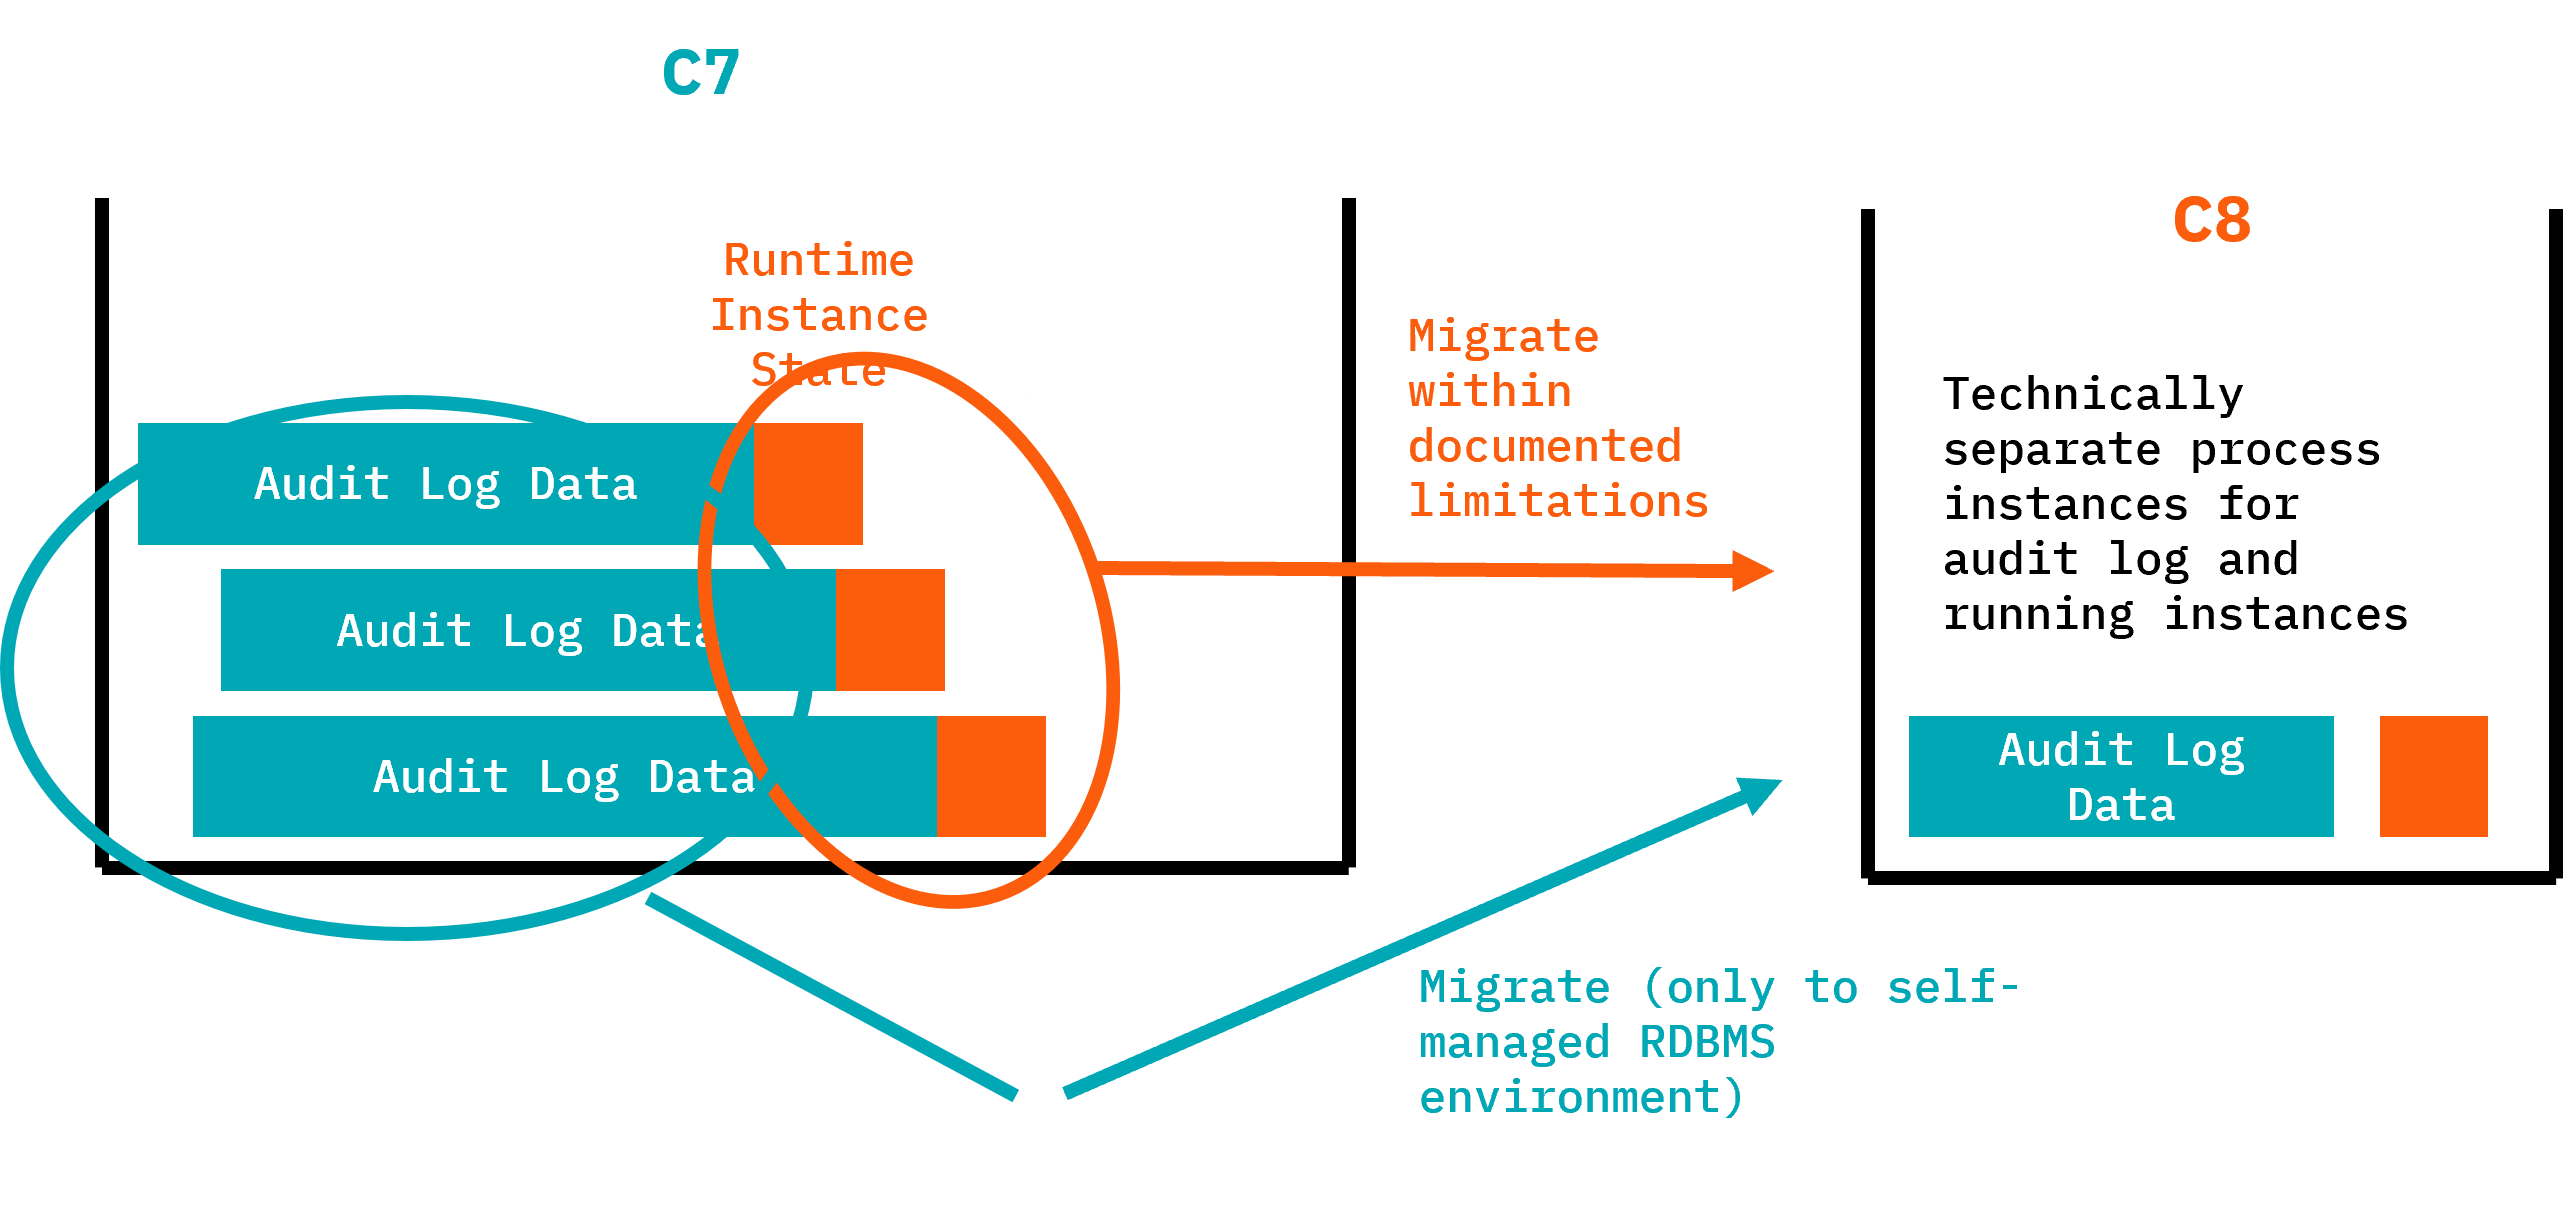 C7
C8
Runtime
Instance
State
Migrate
within
documented
limitations
Technically
separate process
instances for
audit log and
running instances
Audit Log Data
Audit Log Data
Audit Log Data
Audit Log
Data
Migrate (only to self-
managed RDBMS
environment)